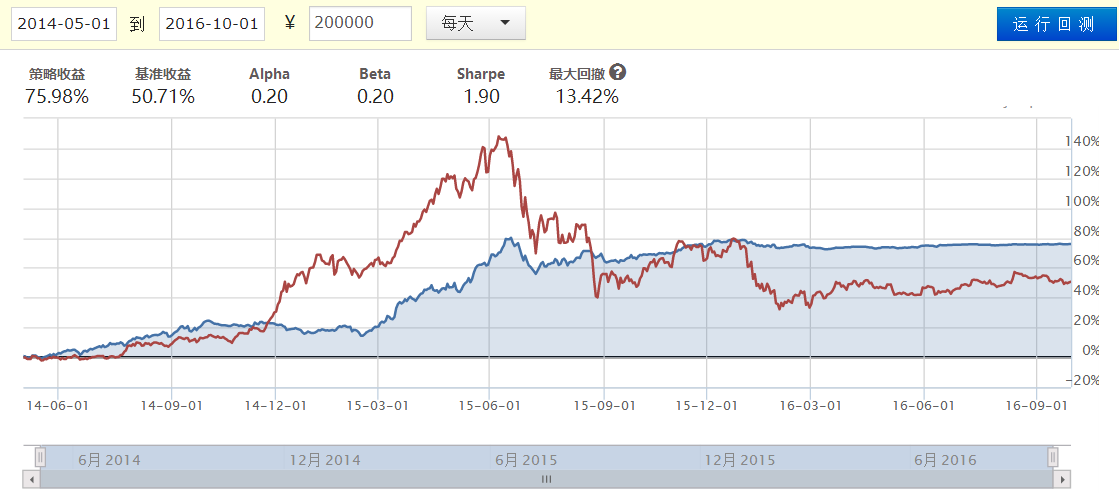 2014-05-01 到 2016-10-01 ¥ 200000 每天 运行回测
策略收益 基准收益 Alpha Beta Sharpe 最大回撤 ?
75.98% 50.71% 0.20 0.20 1.90 13.42%
140%
120%
100%
80%
60%
40%
20%
0%
-20%
14-06-01 14-09-01 14-12-01 15-03-01 15-06-01 15-09-01 15-12-01 16-03-01 16-06-01 16-09-01
6月 2014 12月 2014 6月 2015 12月 2015 6月 2016